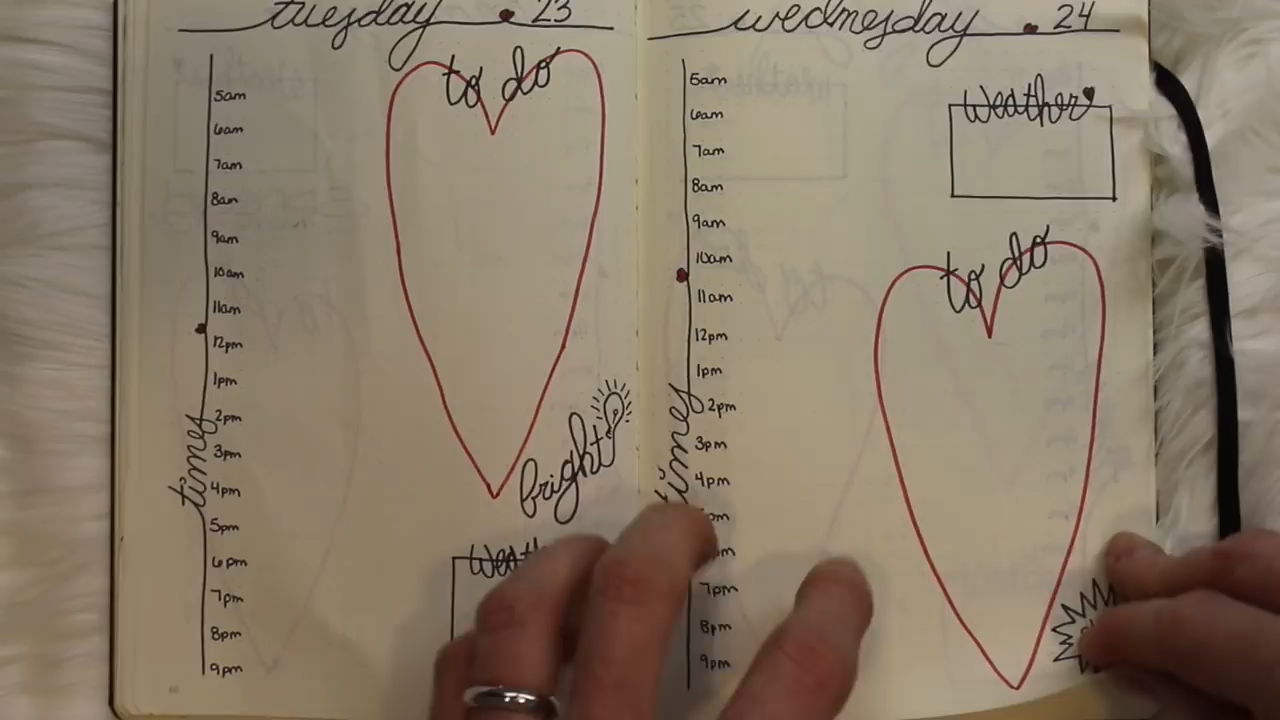 tuesday 23
to do
5am
6am
7am
8am
9am
10am
11am
12pm
1pm
2pm
3pm
4pm
5pm
6pm
7pm
8pm
9pm
times
bright
wednesday 24
Weather
to do
5am
6am
7am
8am
9am
10am
11am
12pm
1pm
2pm
3pm
4pm
7pm
8pm
9pm
times